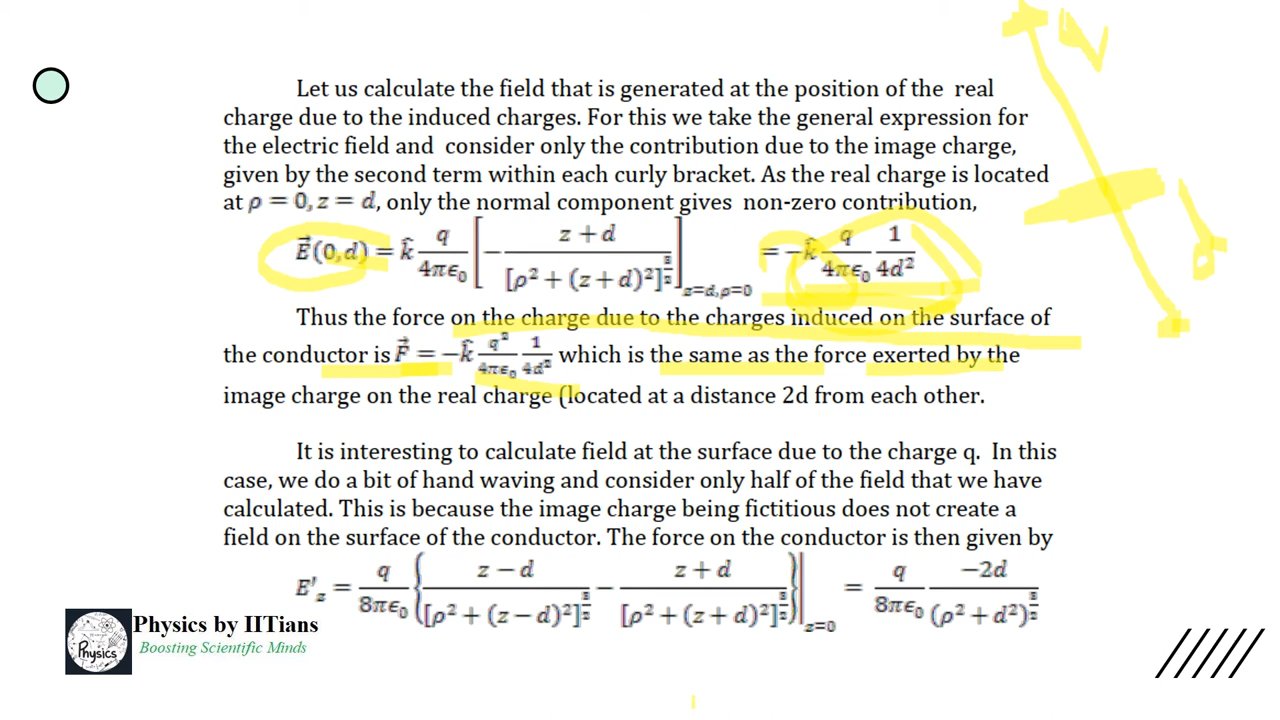 Let us calculate the field that is generated at the position of the real
charge due to the induced charges. For this we take the general expression for
the electric field and consider only the contribution due to the image charge,
given by the second term within each curly bracket. As the real charge is located
at ρ = 0, z = d, only the normal component gives non-zero contribution,
E⃗(0,d) = k̂ q/4πϵ₀ [− (z + d)/[ρ² + (z + d)²]^(3/2)]_(z=d,ρ=0) = −k̂ q/4πϵ₀ 1/4d²
Thus the force on the charge due to the charges induced on the surface of
the conductor is F⃗ = −k̂ q²/4πϵ₀ 1/4d² which is the same as the force exerted by the
image charge on the real charge (located at a distance 2d from each other.
It is interesting to calculate field at the surface due to the charge q. In this
case, we do a bit of hand waving and consider only half of the field that we have
calculated. This is because the image charge being fictitious does not create a
field on the surface of the conductor. The force on the conductor is then given by
E'_z = q/8πϵ₀ {(z − d)/[ρ² + (z − d)²]^(3/2) − (z + d)/[ρ² + (z + d)²]^(3/2)}|_(z=0) = q/8πϵ₀ −2d/(ρ² + d²)^(3/2)
Physics by IITians
Boosting Scientific Minds
Physics